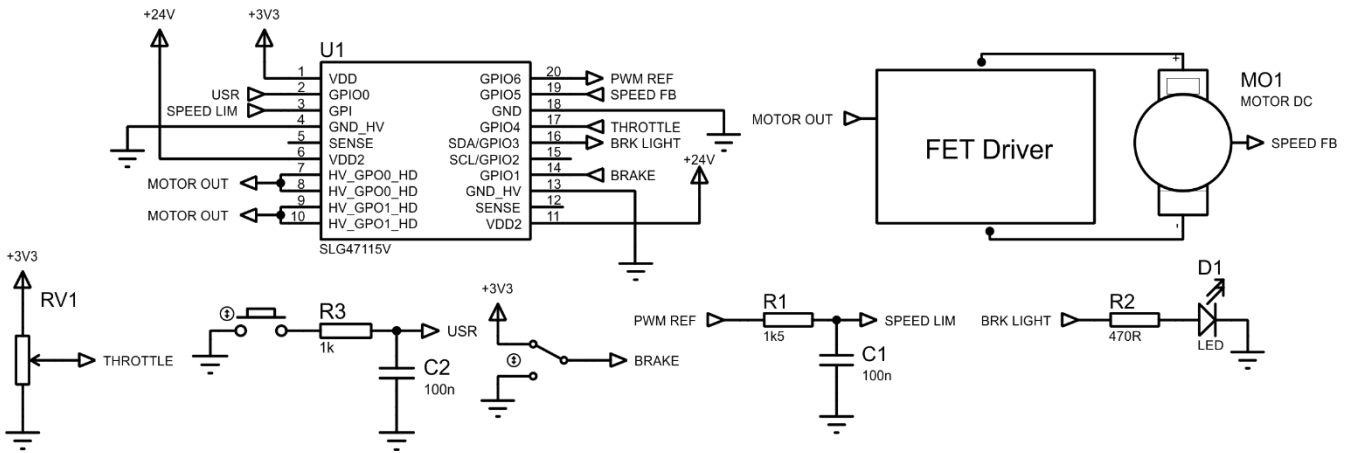 +24V
+3V3
U1
1 VDD
2 GPIO0
3 GPI
4 GND_HV
5 SENSE
6 VDD2
7 HV_GPO0_HD
8 HV_GPO0_HD
9 HV_GPO1_HD
10 HV_GPO1_HD
GPIO6 20
GPIO5 19
GND 18
GPIO4 17
SDA/GPIO3 16
SCL/GPIO2 15
GPIO1 14
GND_HV 13
SENSE 12
VDD2 11
SLG47115V
USR
SPEED LIM
MOTOR OUT
MOTOR OUT
PWM REF
SPEED FB
THROTTLE
BRK LIGHT
+24V
BRAKE
MOTOR OUT
FET Driver
+
-
MO1
MOTOR DC
SPEED FB
+3V3
RV1
THROTTLE
R3
1k
USR
C2
100n
+3V3
BRAKE
PWM REF
R1
1k5
SPEED LIM
C1
100n
BRK LIGHT
R2
470R
D1
LED